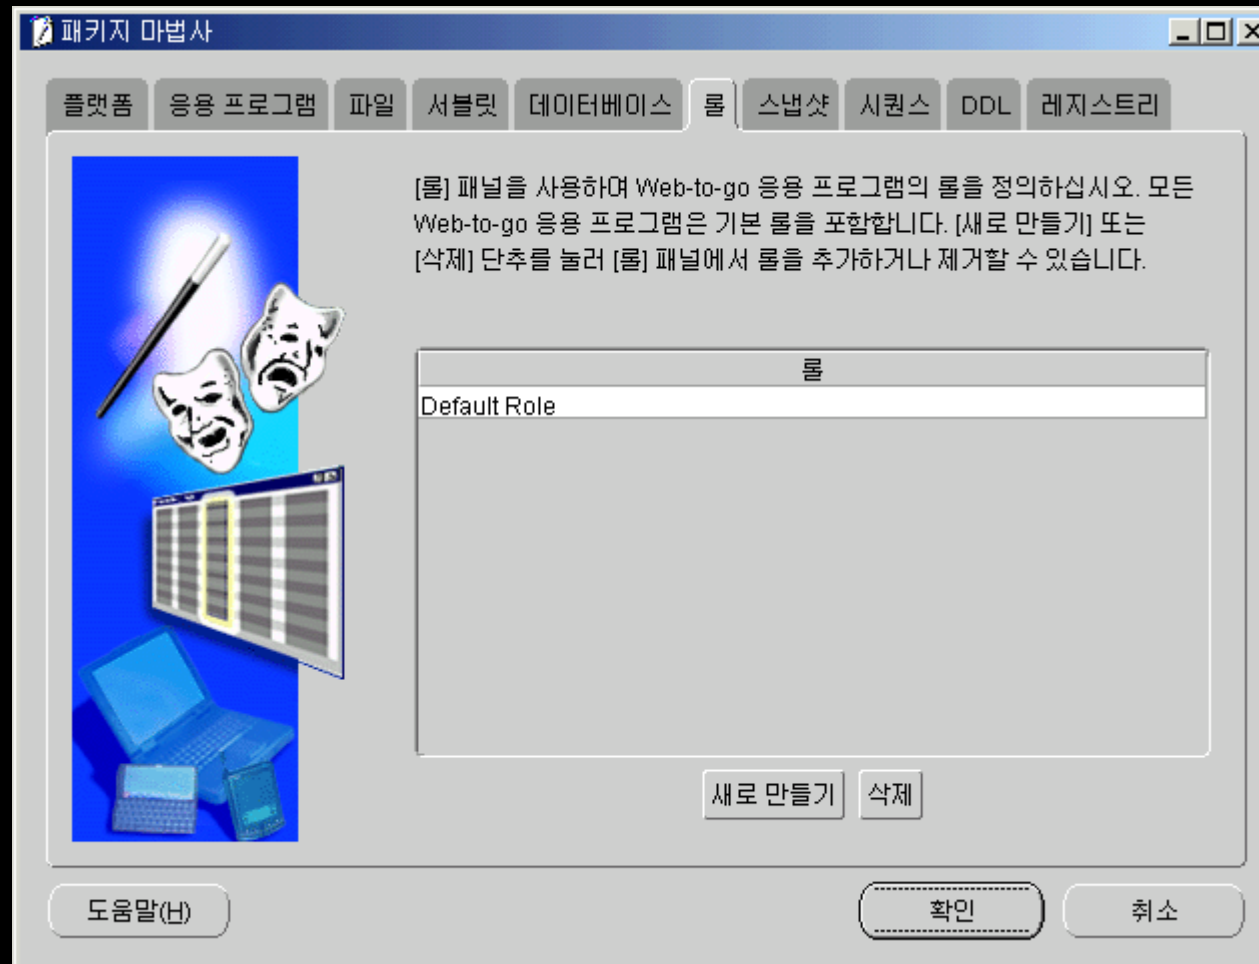 패키지 마법사
플랫폼 응용 프로그램 파일 서블릿 데이터베이스 롤 스냅샷 시퀀스 DDL 레지스트리
[롤] 패널을 사용하여 Web-to-go 응용 프로그램의 롤을 정의하십시오. 모든
Web-to-go 응용 프로그램은 기본 롤을 포함합니다. [새로 만들기] 또는
[삭제] 단추를 눌러 [롤] 패널에서 롤을 추가하거나 제거할 수 있습니다.
롤
Default Role
새로 만들기 삭제
도움말(H) 확인 취소